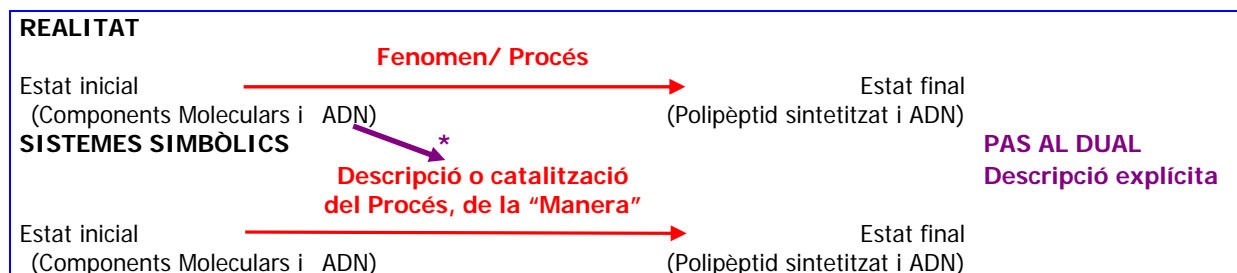 REALITAT
Fenomen/ Procés
Estat inicial Estat final
(Components Moleculars i ADN) (Polipèptid sintetitzat i ADN)
SISTEMES SIMBÒLICS * PAS AL DUAL
Descripció o catalització Descripció explícita
del Procés, de la “Manera”
Estat inicial Estat final
(Components Moleculars i ADN) (Polipèptid sintetitzat i ADN)